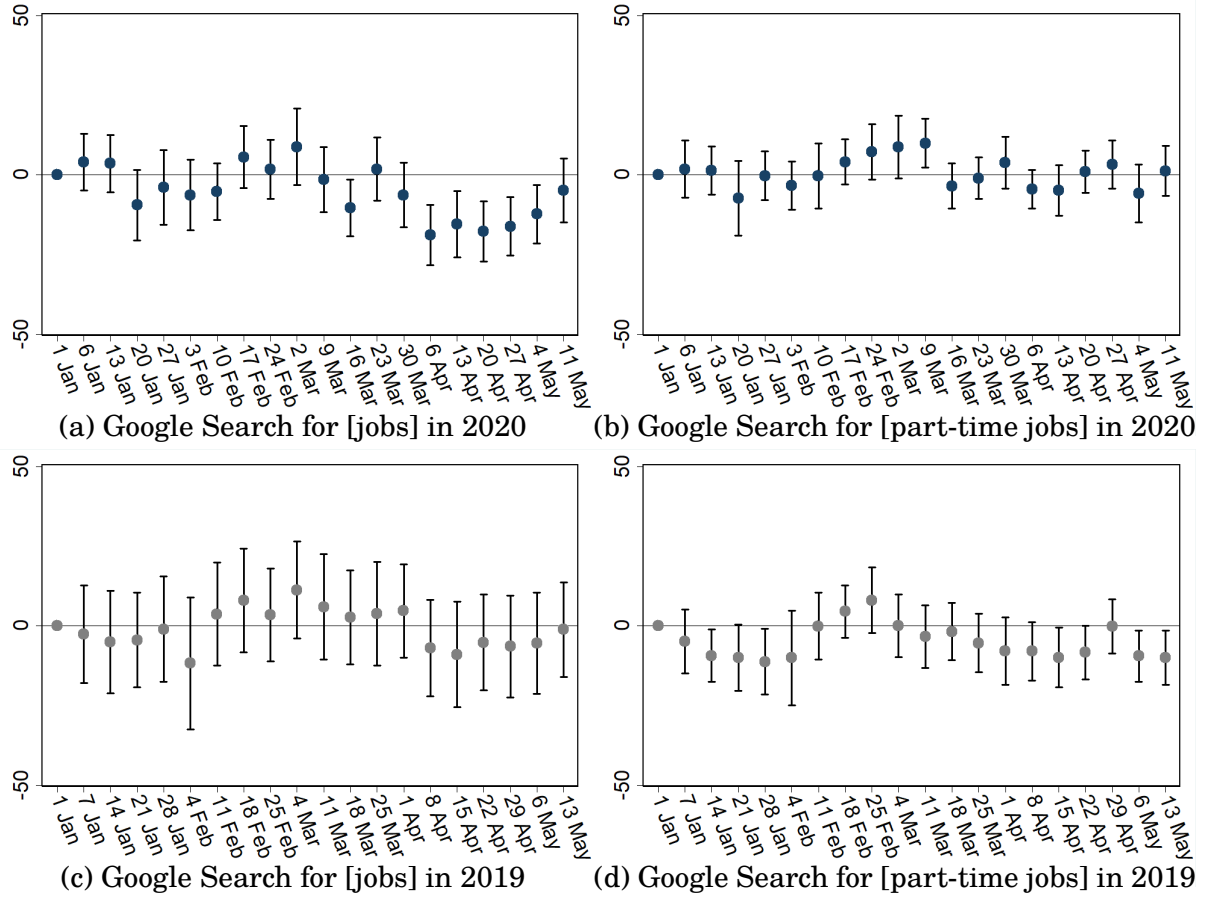 50
0
-50
1 Jan
6 Jan
13 Jan
20 Jan
27 Jan
3 Feb
10 Feb
17 Feb
24 Feb
2 Mar
9 Mar
16 Mar
23 Mar
30 Mar
6 Apr
13 Apr
20 Apr
27 Apr
4 May
11 May
(a) Google Search for [jobs] in 2020
50
0
-50
1 Jan
6 Jan
13 Jan
20 Jan
27 Jan
3 Feb
10 Feb
17 Feb
24 Feb
2 Mar
9 Mar
16 Mar
23 Mar
30 Mar
6 Apr
13 Apr
20 Apr
27 Apr
4 May
11 May
(b) Google Search for [part-time jobs] in 2020
50
0
-50
1 Jan
7 Jan
14 Jan
21 Jan
28 Jan
4 Feb
11 Feb
18 Feb
25 Feb
4 Mar
11 Mar
18 Mar
25 Mar
1 Apr
8 Apr
15 Apr
22 Apr
29 Apr
6 May
13 May
(c) Google Search for [jobs] in 2019
50
0
-50
1 Jan
7 Jan
14 Jan
21 Jan
28 Jan
4 Feb
11 Feb
18 Feb
25 Feb
4 Mar
11 Mar
18 Mar
25 Mar
1 Apr
8 Apr
15 Apr
22 Apr
29 Apr
6 May
13 May
(d) Google Search for [part-time jobs] in 2019